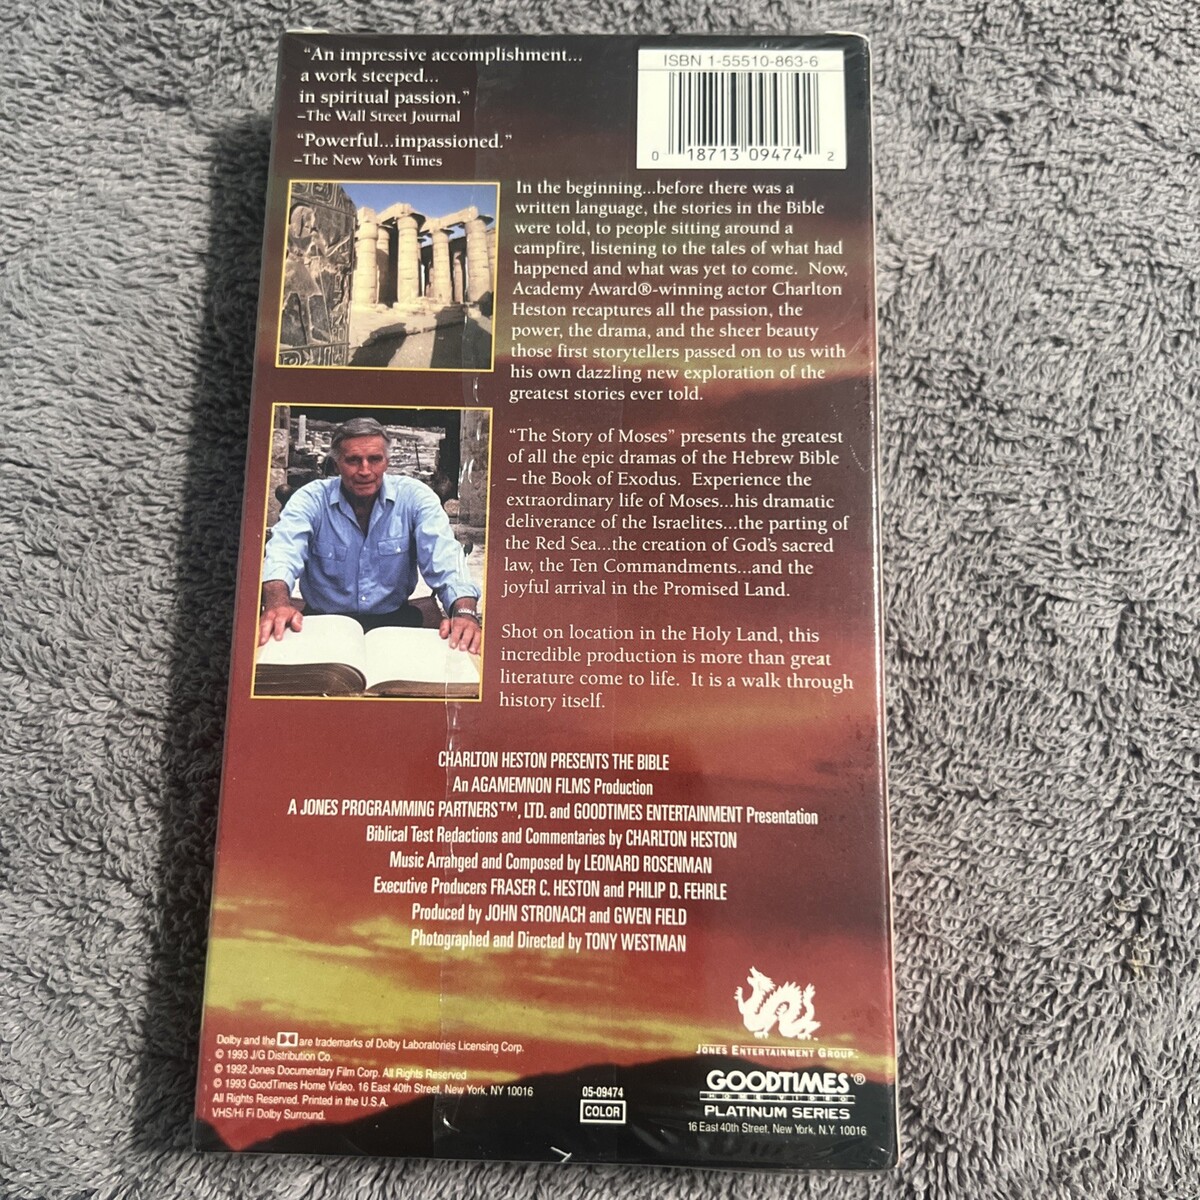 “An impressive accomplishment...
a work steeped...
in spiritual passion.”
–The Wall Street Journal
“Powerful...impassioned.”
–The New York Times
ISBN 1-55510-863-6
0 18713 09474 2
In the beginning...before there was a
written language, the stories in the Bible
were told, to people sitting around a
campfire, listening to the tales of what had
happened and what was yet to come. Now,
Academy Award®-winning actor Charlton
Heston recaptures all the passion, the
power, the drama, and the sheer beauty
those first storytellers passed on to us with
his own dazzling new exploration of the
greatest stories ever told.
“The Story of Moses” presents the greatest
of all the epic dramas of the Hebrew Bible
– the Book of Exodus. Experience the
extraordinary life of Moses...his dramatic
deliverance of the Israelites...the parting of
the Red Sea...the creation of God's sacred
law, the Ten Commandments...and the
joyful arrival in the Promised Land.
Shot on location in the Holy Land, this
incredible production is more than great
literature come to life. It is a walk through
history itself.
CHARLTON HESTON PRESENTS THE BIBLE
An AGAMEMNON FILMS Production
A JONES PROGRAMMING PARTNERS™, LTD. and GOODTIMES ENTERTAINMENT Presentation
Biblical Test Redactions and Commentaries by CHARLTON HESTON
Music Arrahged and Composed by LEONARD ROSENMAN
Executive Producers FRASER C. HESTON and PHILIP D. FEHRLE
Produced by JOHN STRONACH and GWEN FIELD
Photographed and Directed by TONY WESTMAN
JONES ENTERTAINMENT GROUP™
Dolby and the are trademarks of Dolby Laboratories Licensing Corp.
© 1993 J/G Distribution Co.
© 1992 Jones Documentary Film Corp. All Rights Reserved
© 1993 GoodTimes Home Video. 16 East 40th Street, New York, NY 10016
All Rights Reserved. Printed in the U.S.A.
VHS/Hi Fi Dolby Surround.
05-09474
COLOR
GOODTIMES®
HOME VIDEO
PLATINUM SERIES
16 East 40th Street, New York, N.Y. 10016